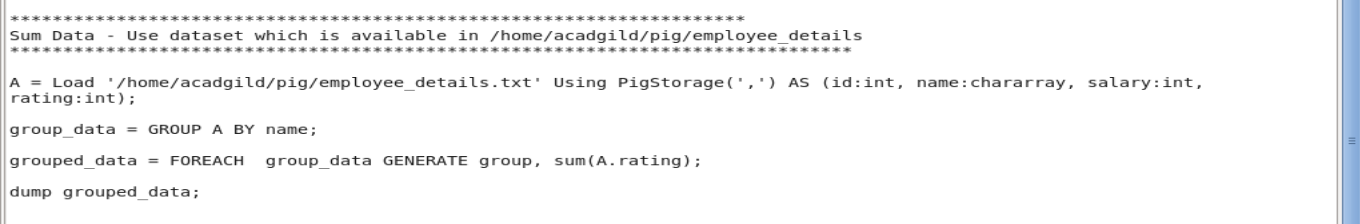 *********************************************************************
Sum Data - Use dataset which is available in /home/acadgild/pig/employee_details
*******************************************************************************
A = Load '/home/acadgild/pig/employee_details.txt' Using PigStorage(',') AS (id:int, name:chararray, salary:int,
rating:int);
group_data = GROUP A BY name;
grouped_data = FOREACH  group_data GENERATE group, sum(A.rating);
dump grouped_data;